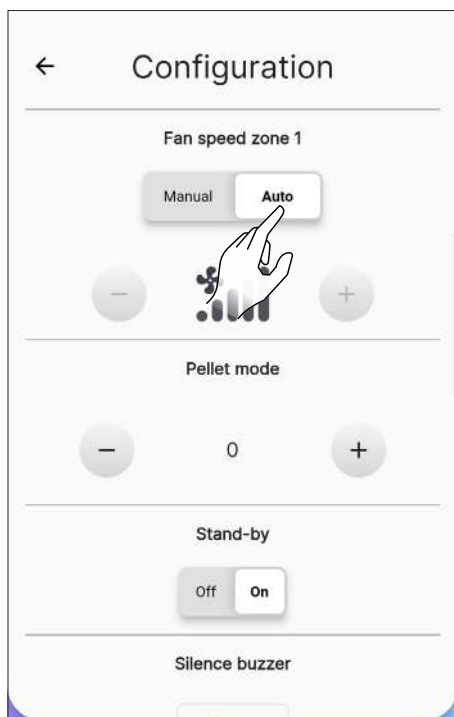 Configuration
Fan speed zone 1
Manual Auto
Pellet mode
− 0 +
Stand-by
Off On
Silence buzzer